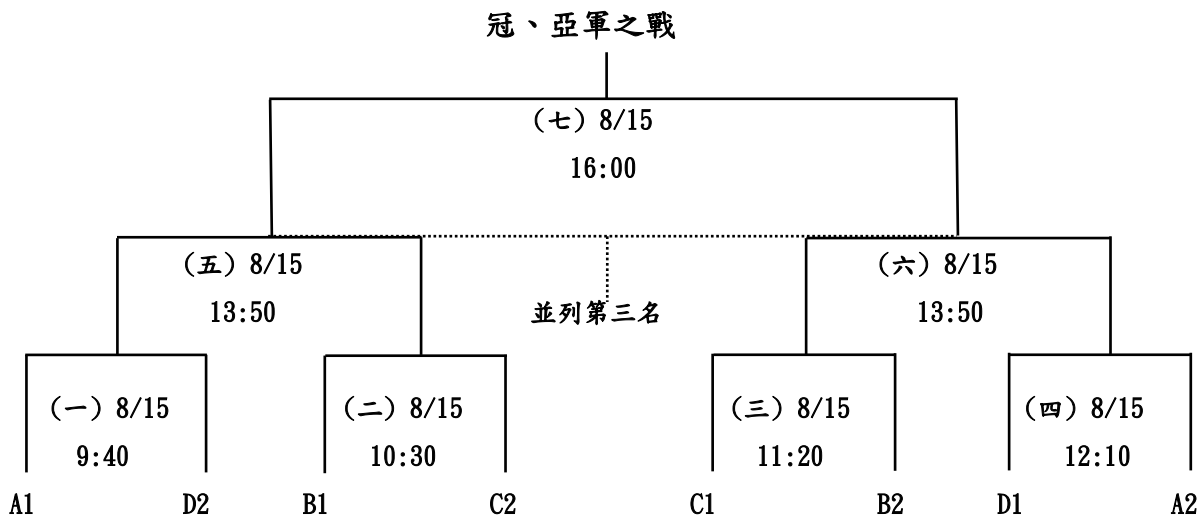 冠、亞軍之戰
(七) 8/15
16:00
(五) 8/15
13:50
並列第三名
(六) 8/15
13:50
(一) 8/15
9:40
(二) 8/15
10:30
(三) 8/15
11:20
(四) 8/15
12:10
A1
D2
B1
C2
C1
B2
D1
A2